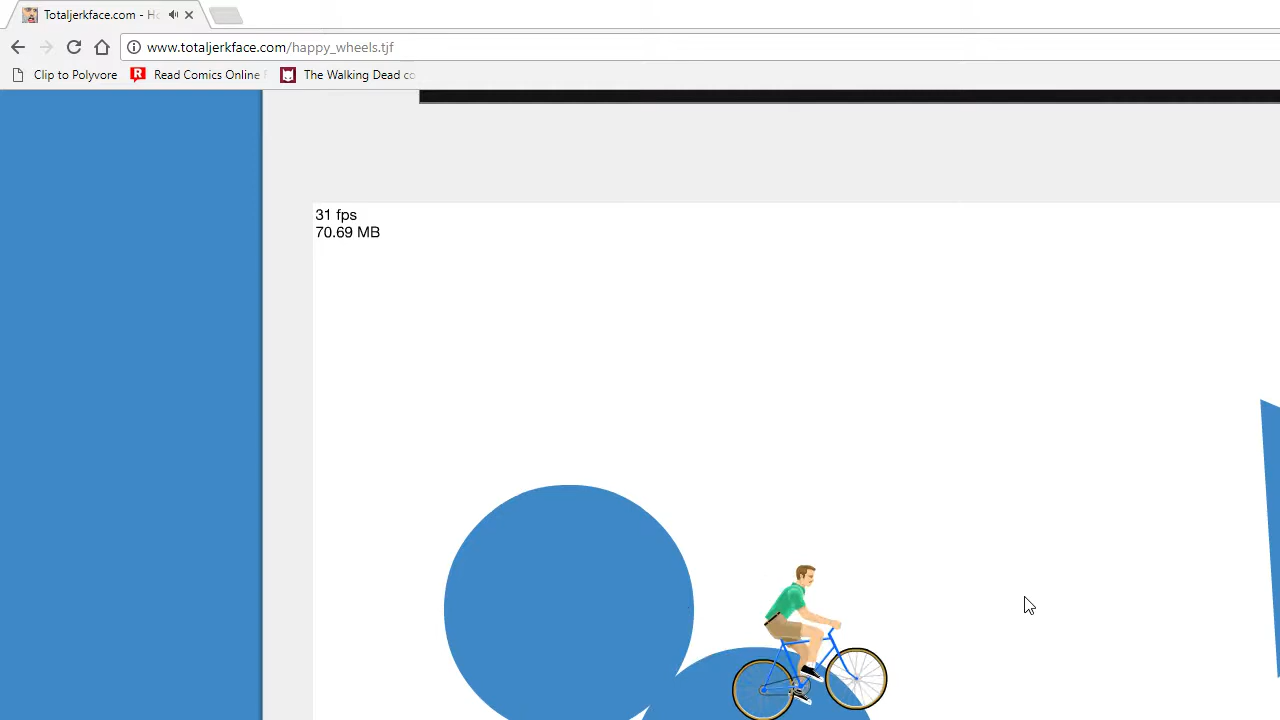 Totaljerkface.com - Ho
www.totaljerkface.com/happy_wheels.tjf
Clip to Polyvore
Read Comics Online
The Walking Dead co
31 fps
70.69 MB